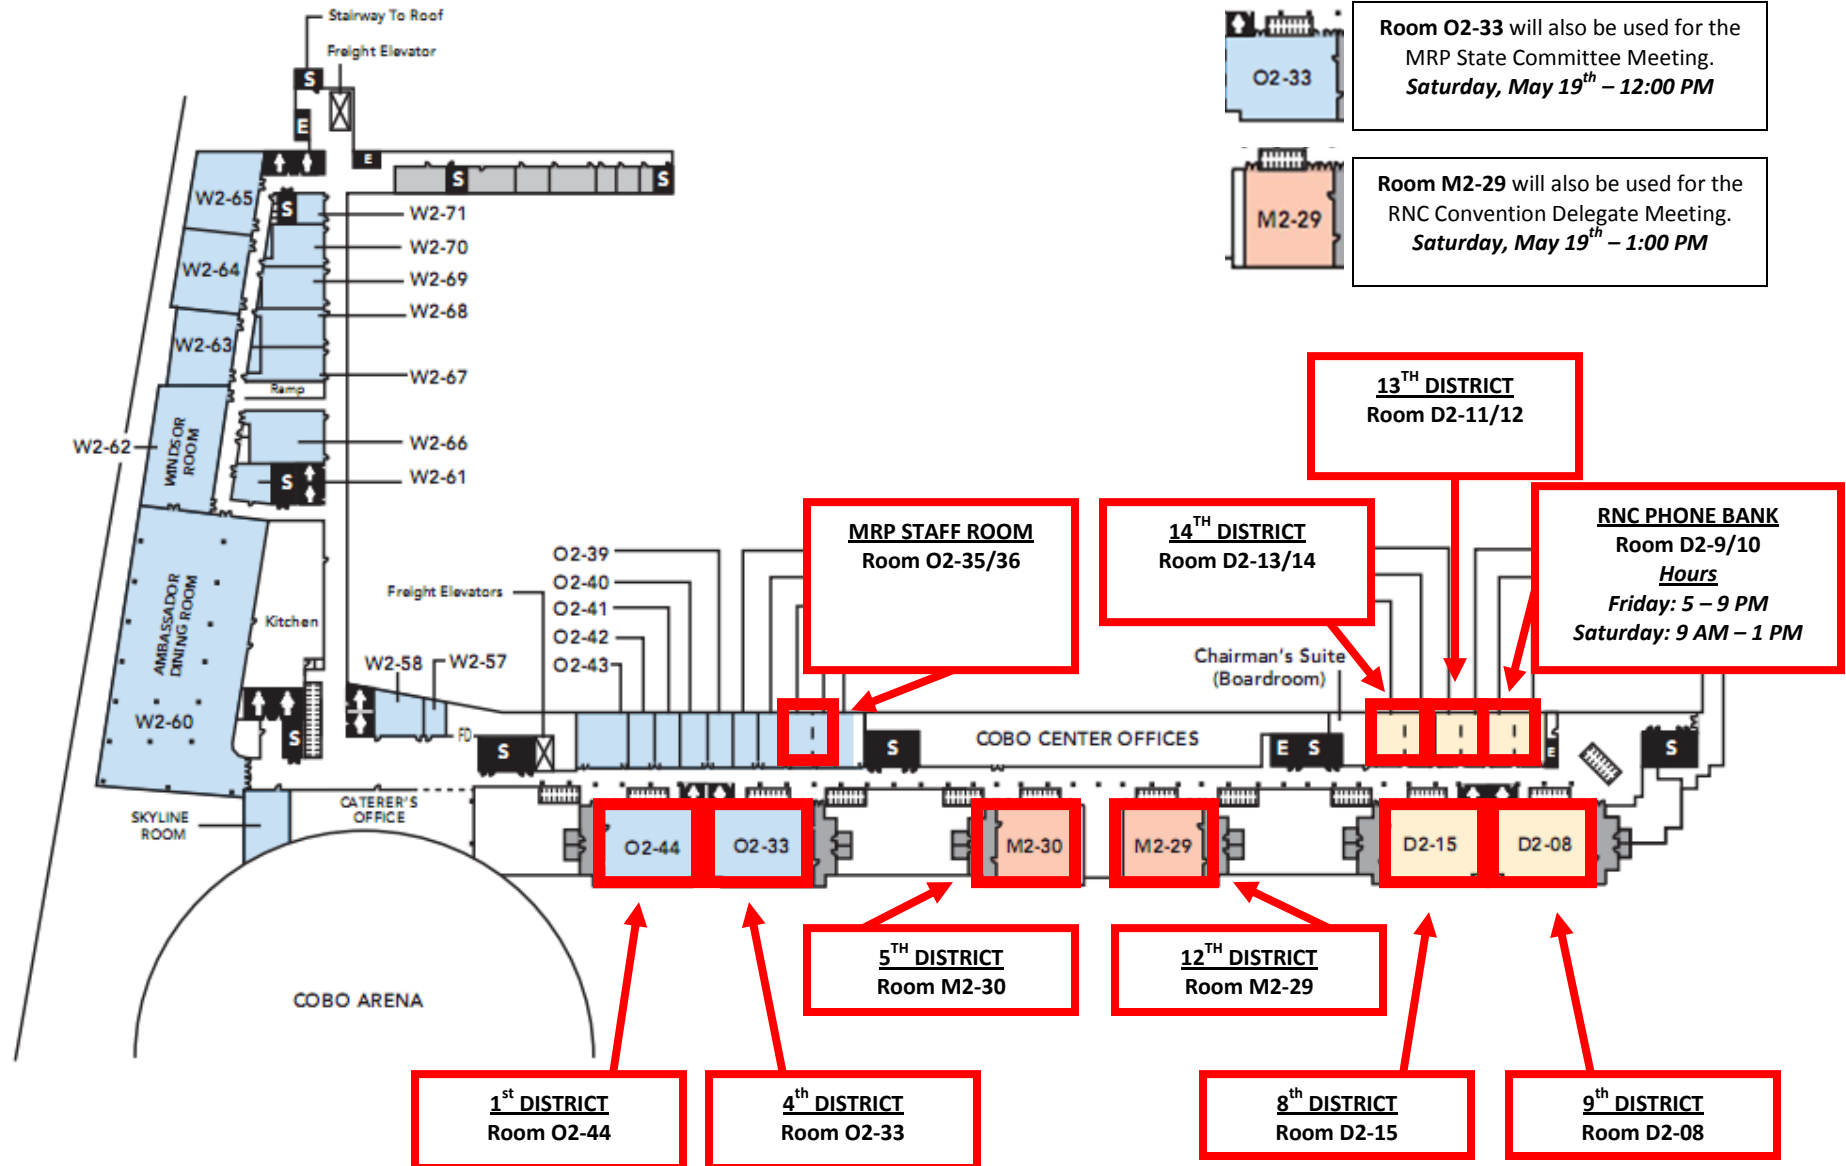 Stairway To Roof
Freight Elevator
S
E
E
S
S
W2-65
S
W2-71
W2-64
W2-70
W2-69
W2-68
W2-63
W2-67
Ramp
W2-62
WINDSOR
ROOM
W2-66
S
W2-61
AMBASSADOR
DINING ROOM
Kitchen
W2-60
S
W2-58
W2-57
Freight Elevators
FD
S
O2-39
O2-40
O2-41
O2-42
O2-43
SKYLINE
ROOM
CATERER'S
OFFICE
COBO ARENA
Room O2-33 will also be used for the
MRP State Committee Meeting.
Saturday, May 19th – 12:00 PM
O2-33
Room M2-29 will also be used for the
RNC Convention Delegate Meeting.
Saturday, May 19th – 1:00 PM
M2-29
13TH DISTRICT
Room D2-11/12
MRP STAFF ROOM
Room O2-35/36
14TH DISTRICT
Room D2-13/14
RNC PHONE BANK
Room D2-9/10
Hours
Friday: 5 – 9 PM
Saturday: 9 AM – 1 PM
Chairman's Suite
(Boardroom)
S
COBO CENTER OFFICES
E S
E
S
O2-44
O2-33
M2-30
M2-29
D2-15
D2-08
5TH DISTRICT
Room M2-30
12TH DISTRICT
Room M2-29
1st DISTRICT
Room O2-44
4th DISTRICT
Room O2-33
8th DISTRICT
Room D2-15
9th DISTRICT
Room D2-08